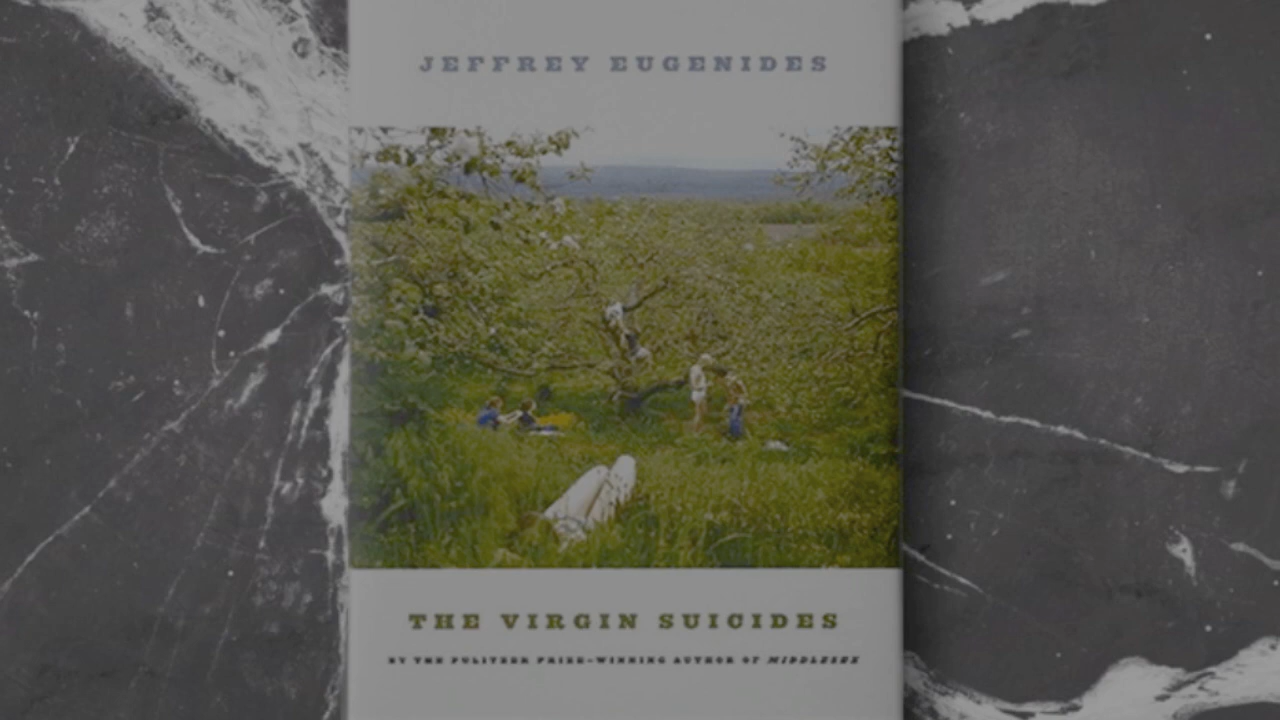 JEFFREY EUGENIDES
THE VIRGIN SUICIDES
BY THE PULITZER PRIZE–WINNING AUTHOR OF MIDDLESEX